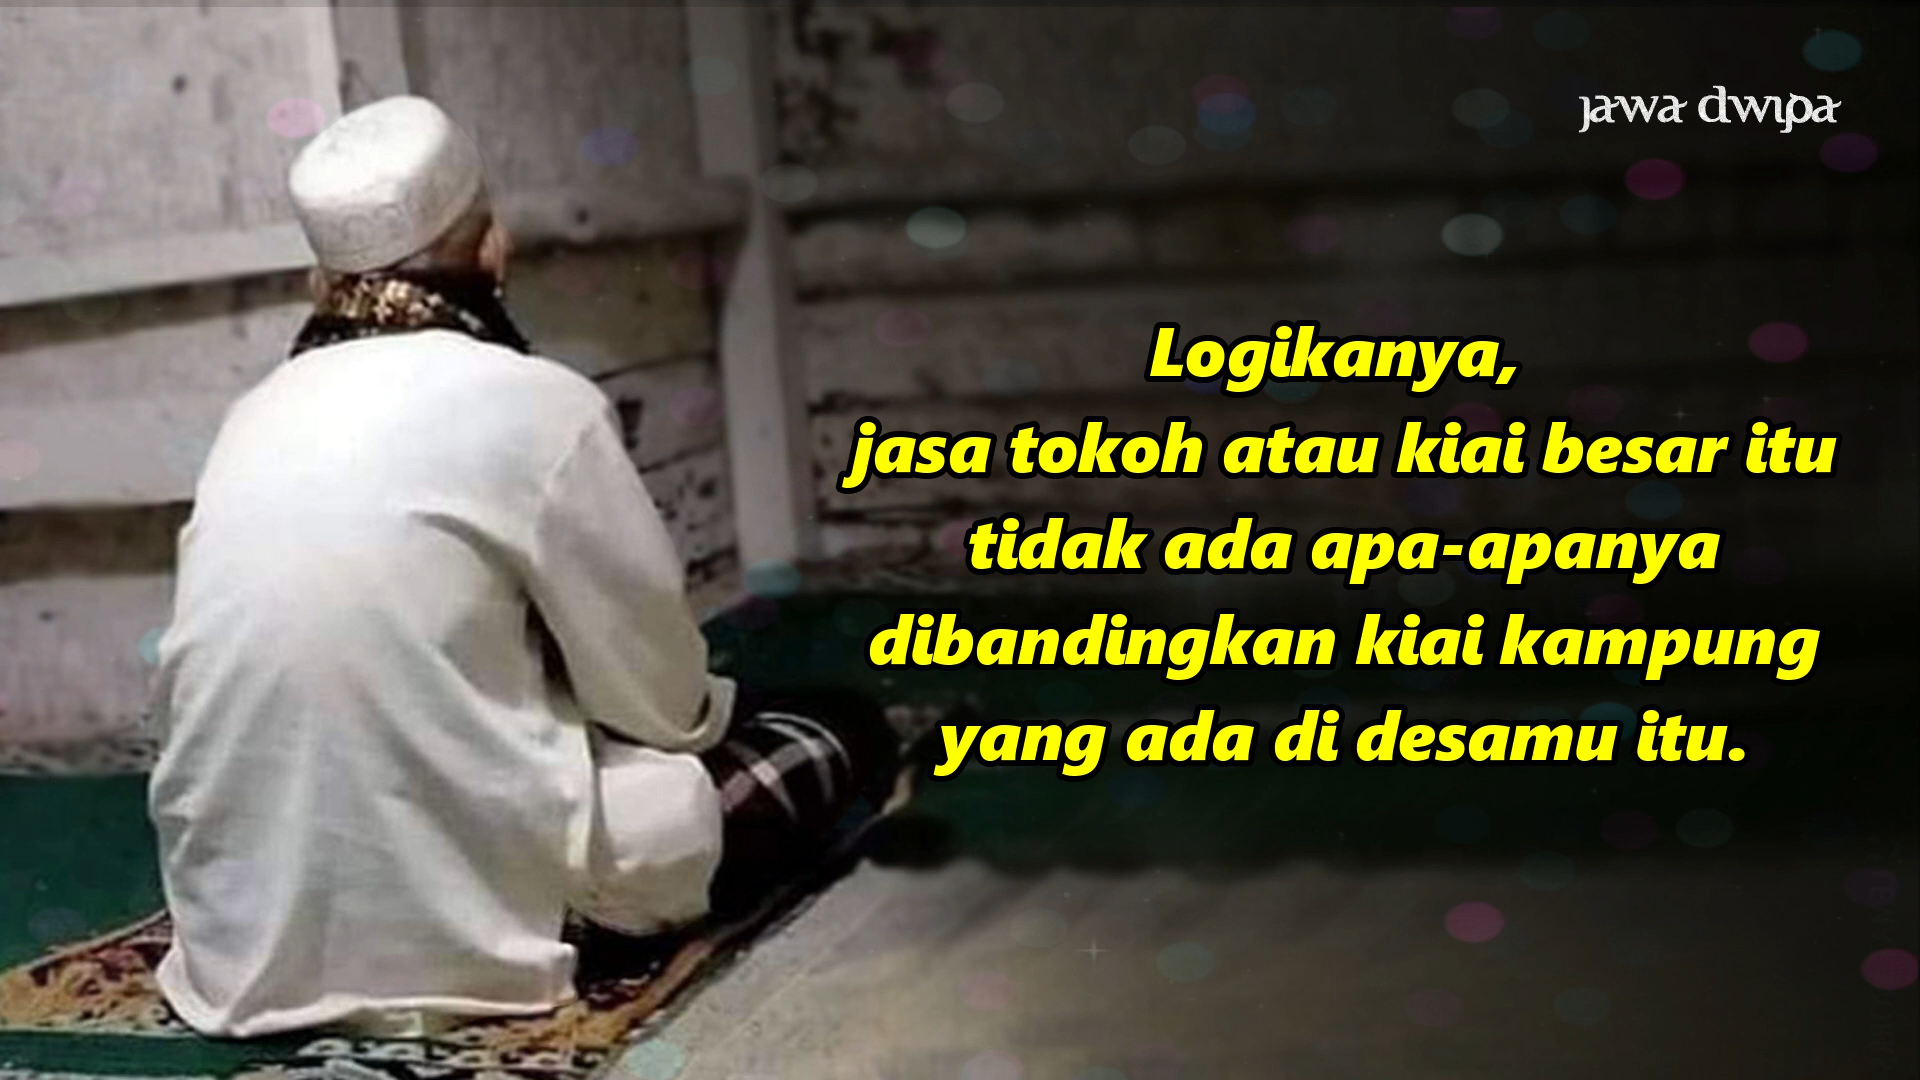 jawa dwipa
Logikanya,
jasa tokoh atau kiai besar itu
tidak ada apa-apanya
dibandingkan kiai kampung
yang ada di desamu itu.